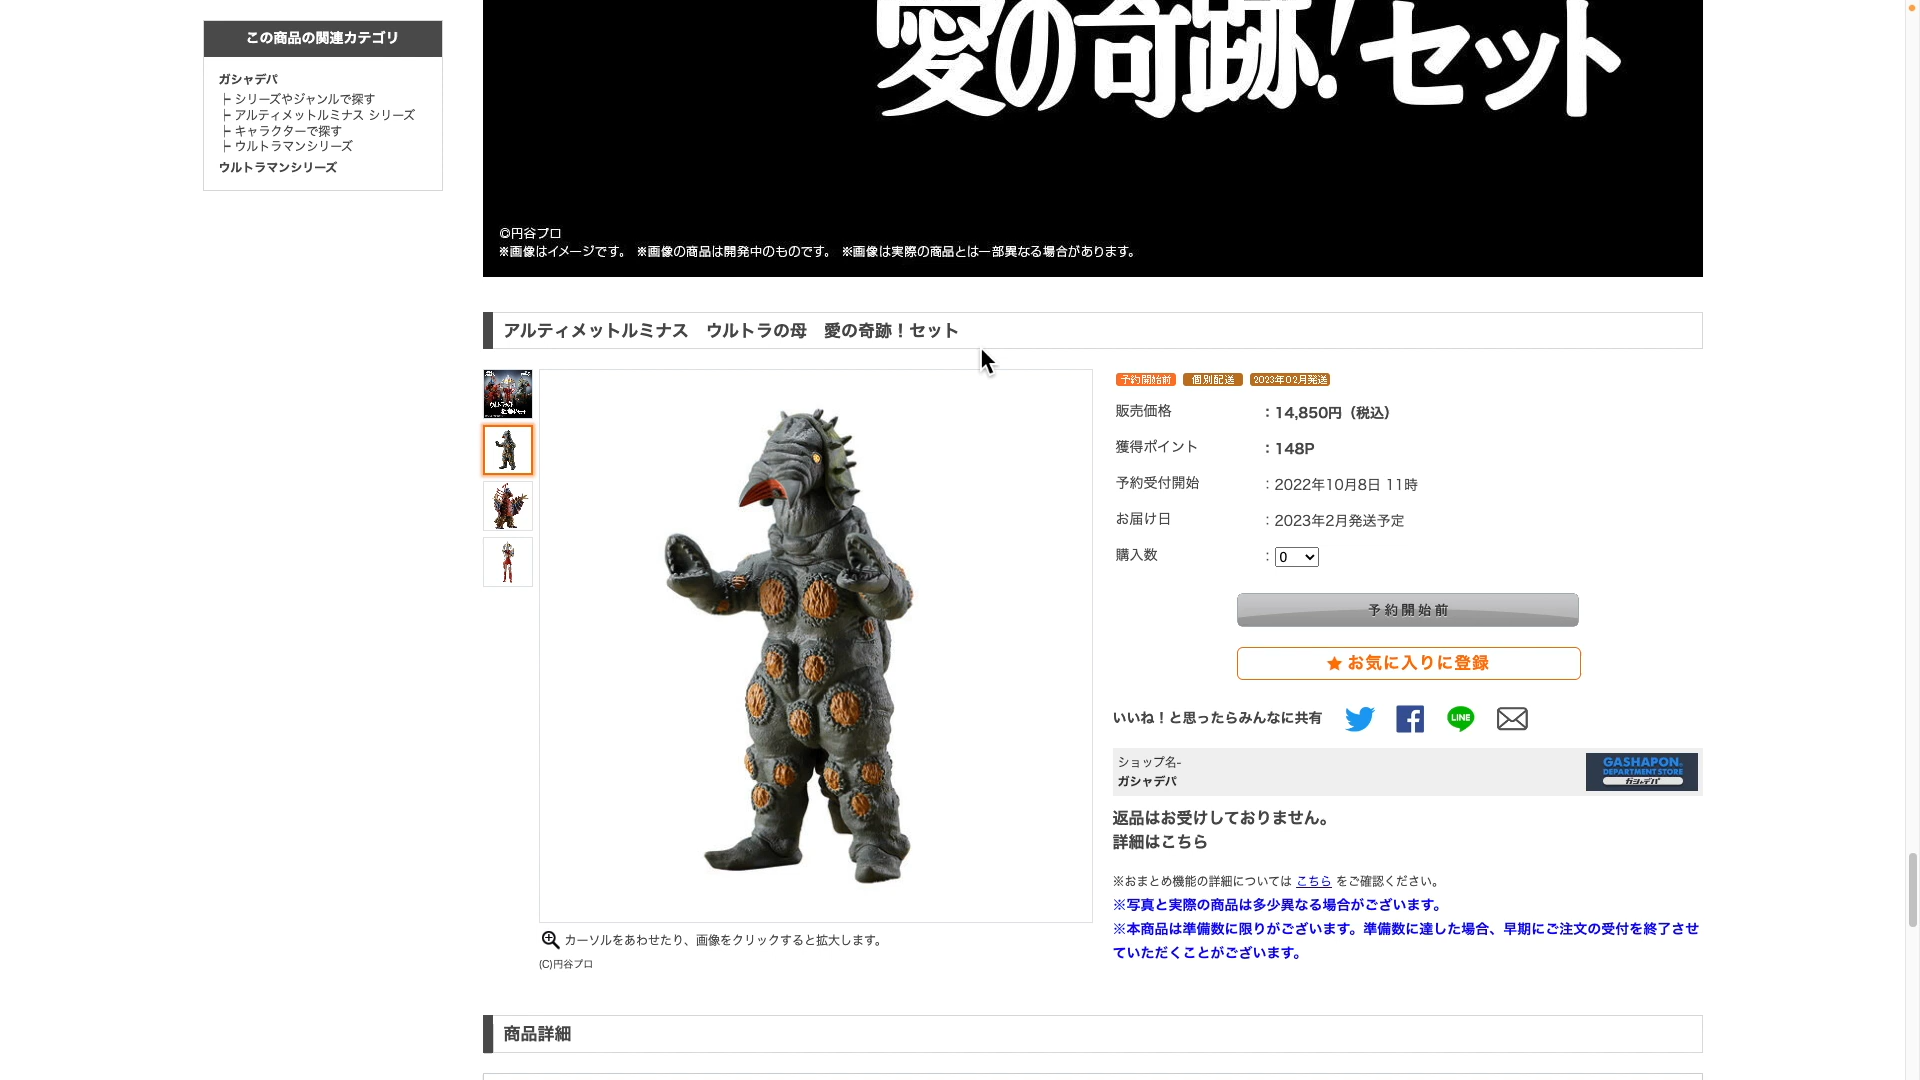 この商品の関連カテゴリ
ガシャデパ
├ シリーズやジャンルで探す
├ アルティメットルミナス シリーズ
├ キャラクターで探す
├ ウルトラマンシリーズ
ウルトラマンシリーズ
愛の奇跡!セット
©円谷プロ
※画像はイメージです。 ※画像の商品は開発中のものです。 ※画像は実際の商品とは一部異なる場合があります。
アルティメットルミナス　ウルトラの母　愛の奇跡！セット
予約開始前 個別配送 2023年02月発送
販売価格 : 14,850円（税込）
獲得ポイント : 148P
予約受付開始 : 2022年10月8日 11時
お届け日 : 2023年2月発送予定
購入数 : 0
予約開始前
★ お気に入りに登録
いいね！と思ったらみんなに共有 LINE
ショップ名-
ガシャデパ
GASHAPON
DEPARTMENT STORE
ガシャデパ
返品はお受けしておりません。
詳細はこちら
※おまとめ機能の詳細については こちら をご確認ください。
※写真と実際の商品は多少異なる場合がございます。
※本商品は準備数に限りがございます。準備数に達した場合、早期にご注文の受付を終了させ
ていただくことがございます。
カーソルをあわせたり、画像をクリックすると拡大します。
(C)円谷プロ
商品詳細